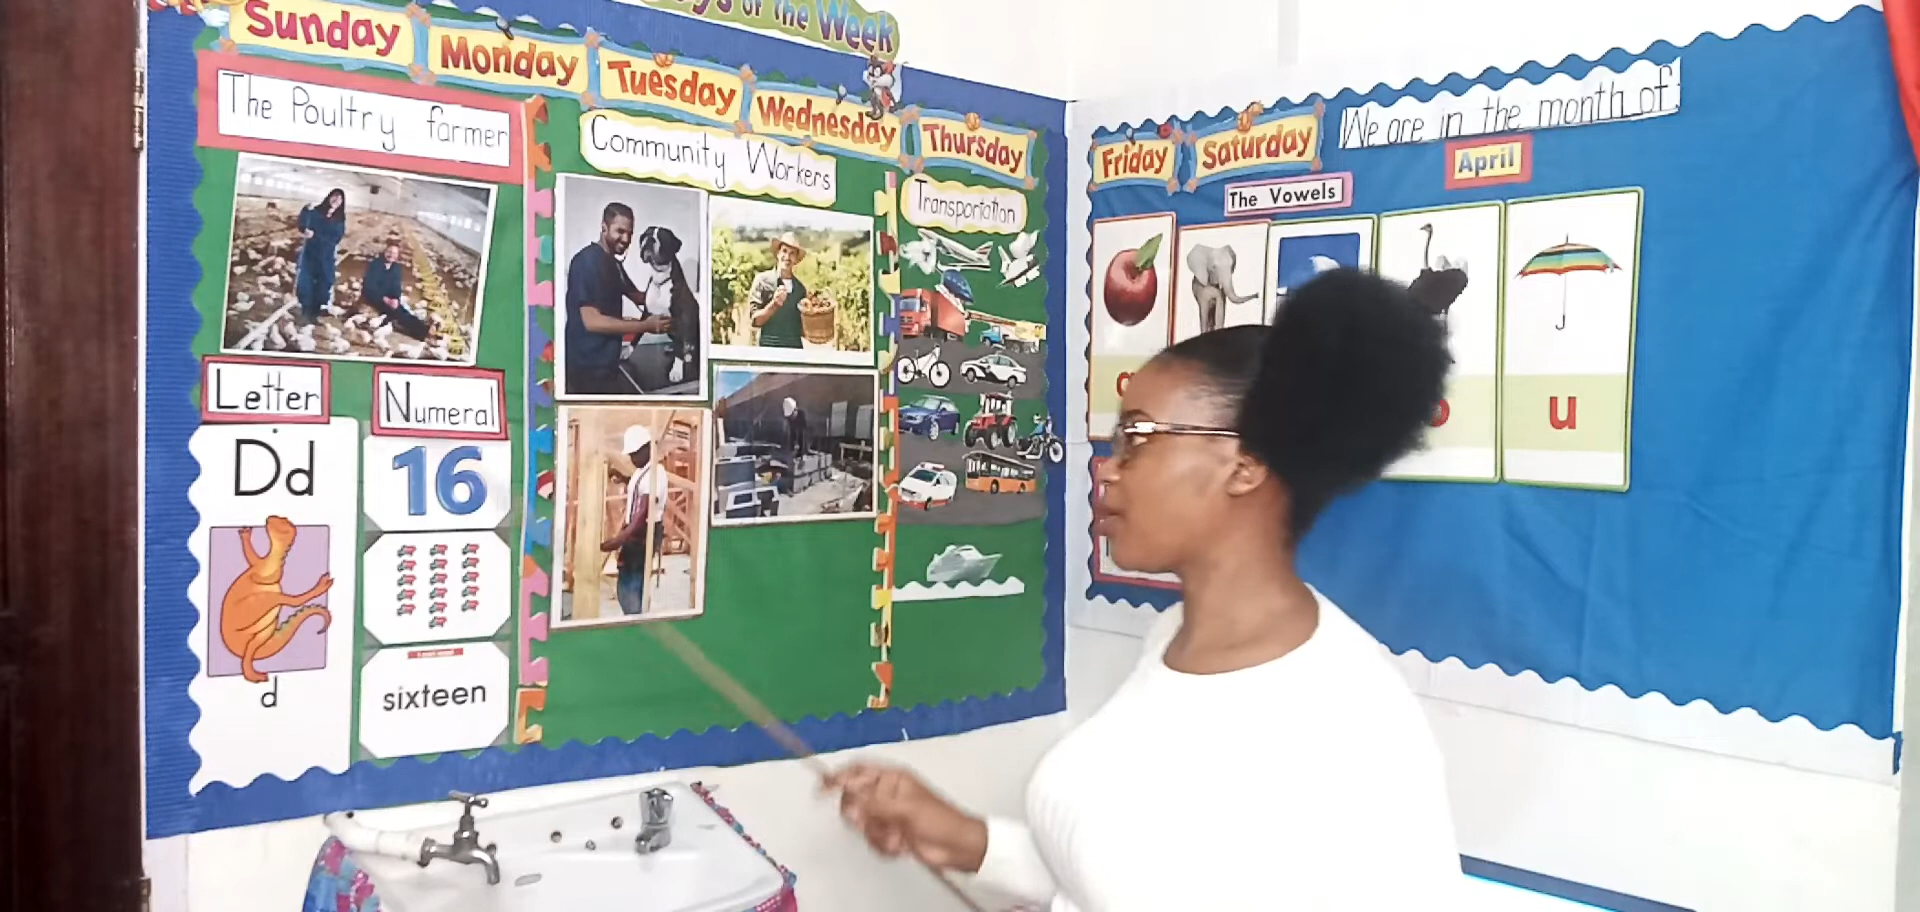 of the Week
Sunday
Monday
Tuesday
Wednesday
Thursday
The Poultry farmer
Community Workers
Transportation
Letter
Numeral
Dd
16
d
sixteen
Friday
Saturday
We are in the month of:
April
The Vowels
u